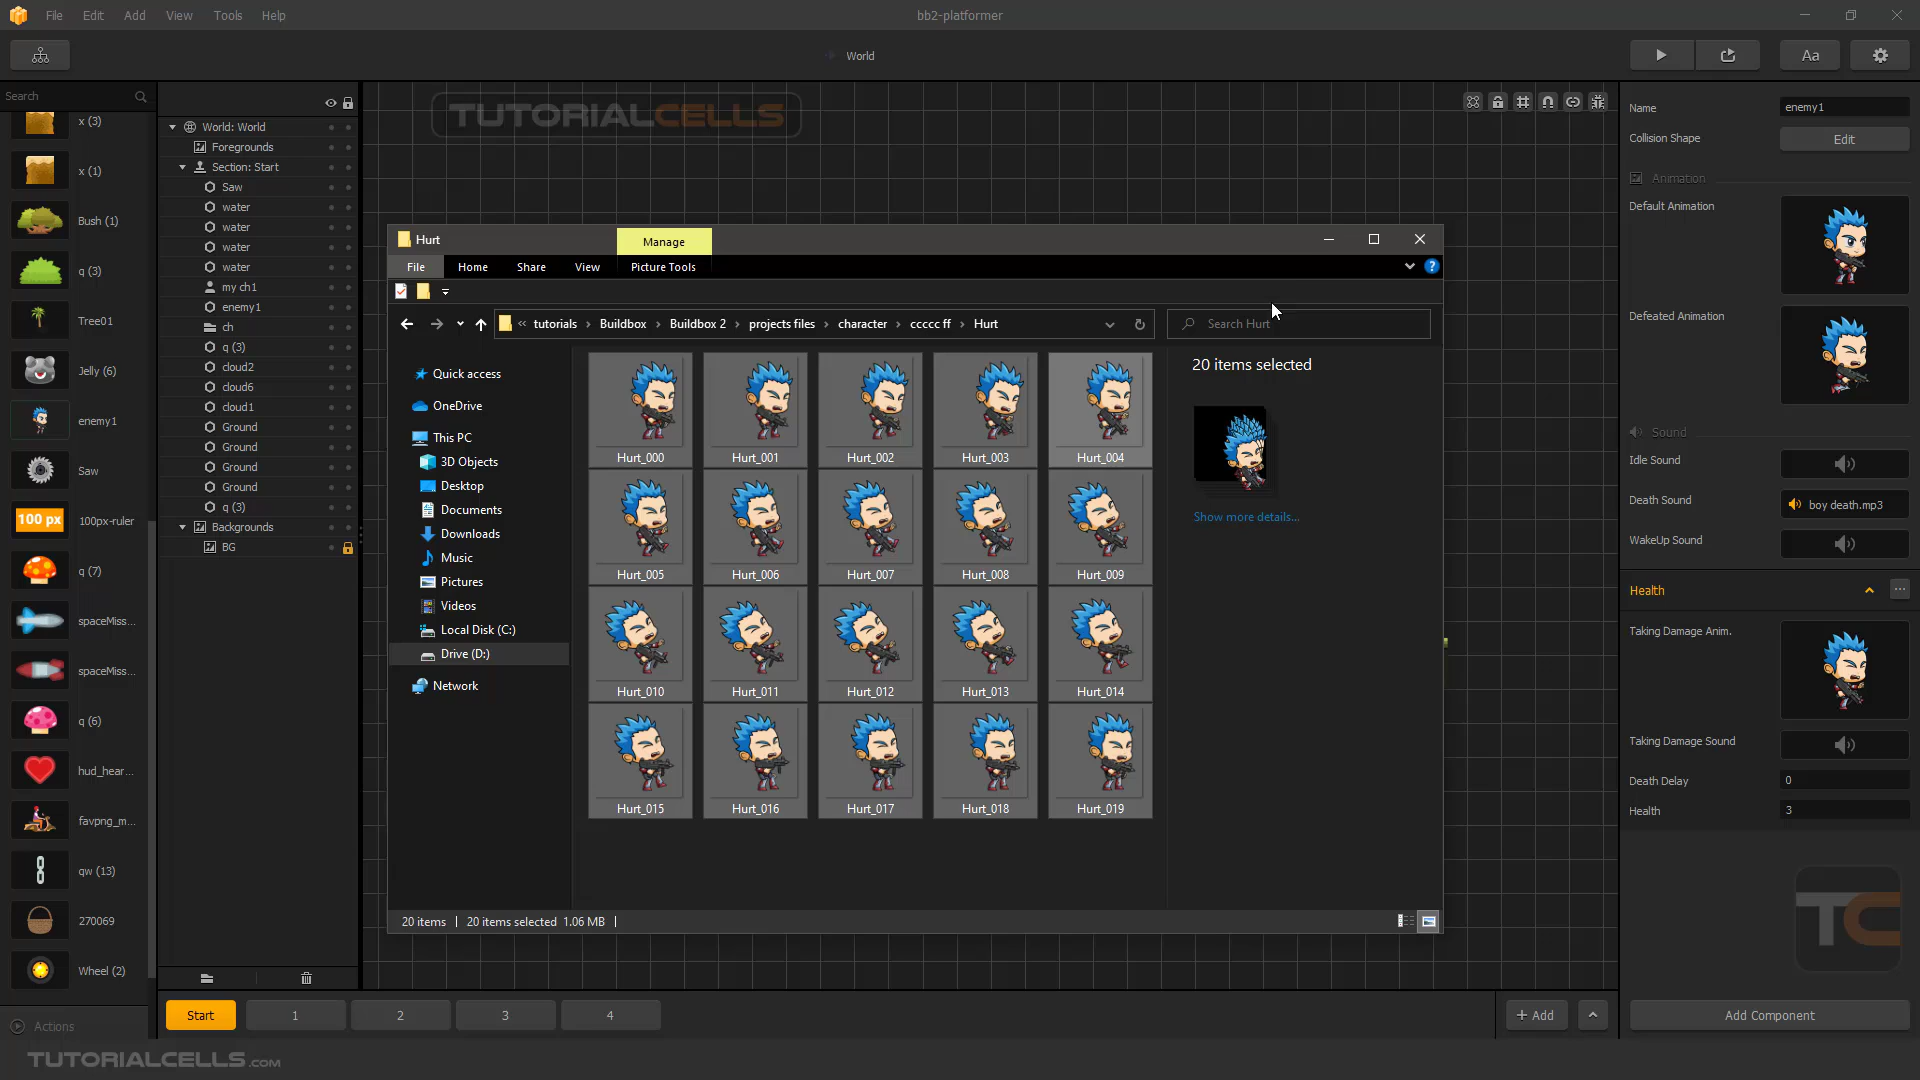 File Edit Add View Tools Help
bb2-platformer
World
Aa
Search
x (3)
x (1)
Bush (1)
q (3)
Tree01
Jelly (6)
enemy1
Saw
100 px
100px-ruler
q (7)
spaceMiss...
spaceMiss...
q (6)
hud_hear...
favpng_m...
qw (13)
270069
Wheel (2)
Actions
World: World
Foregrounds
Section: Start
Saw
water
water
water
water
my ch1
enemy1
ch
q (3)
cloud2
cloud6
cloud1
Ground
Ground
Ground
Ground
q (3)
Backgrounds
BG
TUTORIALCELLS
Hurt
Manage
File Home Share View Picture Tools
« tutorials › Buildbox › Buildbox 2 › projects files › character › ccccc ff › Hurt
Search Hurt
Quick access
OneDrive
This PC
3D Objects
Desktop
Documents
Downloads
Music
Pictures
Videos
Local Disk (C:)
Drive (D:)
Network
Hurt_000 Hurt_001 Hurt_002 Hurt_003 Hurt_004
Hurt_005 Hurt_006 Hurt_007 Hurt_008 Hurt_009
Hurt_010 Hurt_011 Hurt_012 Hurt_013 Hurt_014
Hurt_015 Hurt_016 Hurt_017 Hurt_018 Hurt_019
20 items selected
Show more details...
20 items 20 items selected 1.06 MB
Name enemy1
Collision Shape Edit
Animation
Default Animation
Defeated Animation
Sound
Idle Sound
Death Sound boy death.mp3
WakeUp Sound
Health
Taking Damage Anim.
Taking Damage Sound
Death Delay 0
Health 3
TC
Start 1 2 3 4
+ Add
Add Component
TUTORIALCELLS.COM